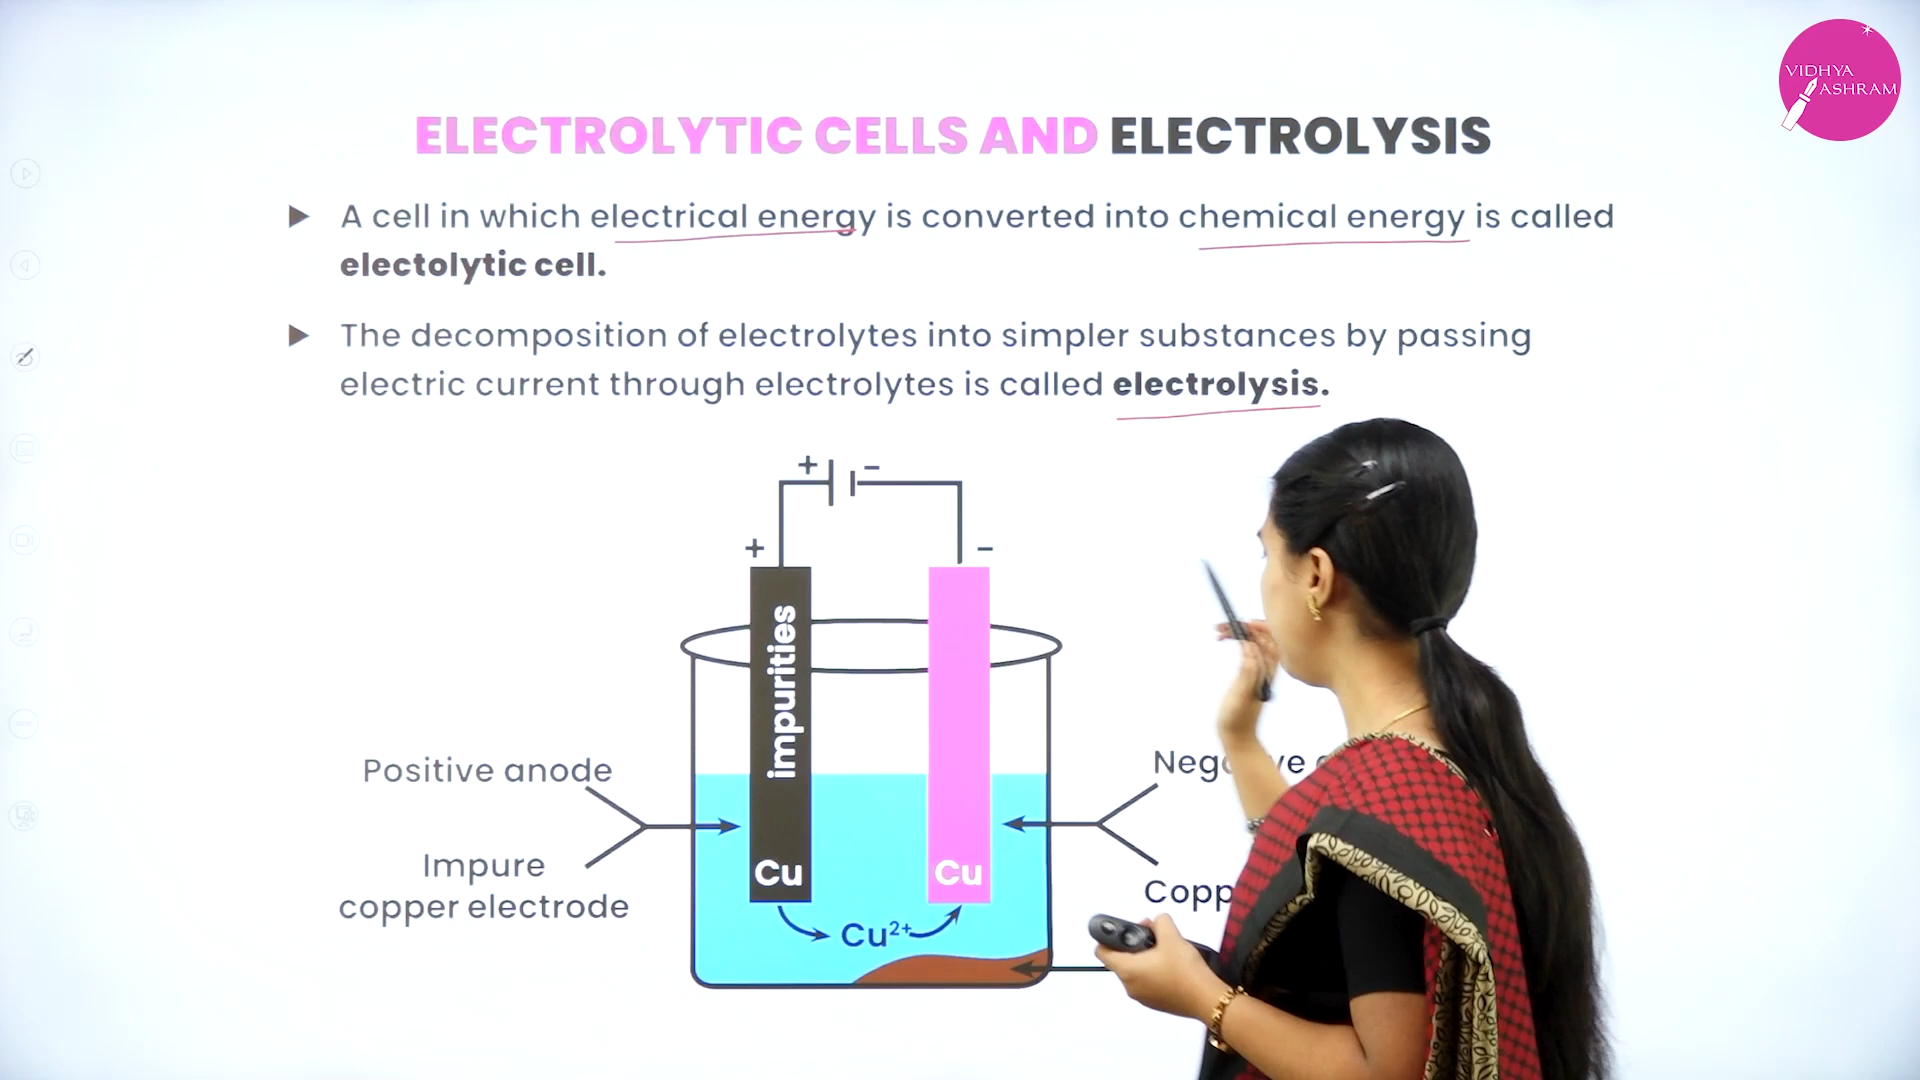 VIDHYA
ASHRAM
ELECTROLYTIC CELLS AND ELECTROLYSIS
A cell in which electrical energy is converted into chemical energy is called
electolytic cell.
The decomposition of electrolytes into simpler substances by passing
electric current through electrolytes is called electrolysis.
+ −
+ −
impurities
Positive anode
Impure
copper electrode
Cu
Cu
Cu²⁺